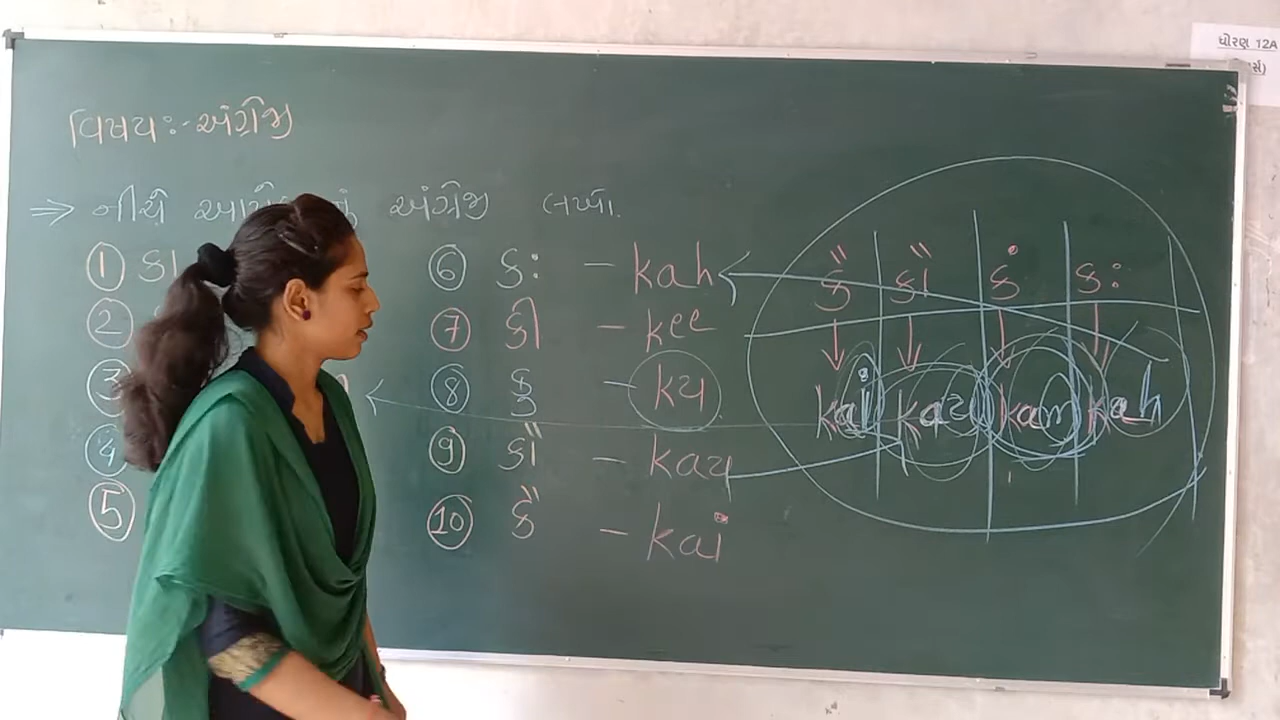 ધોરણ 12A
વિષય:- અંગ્રેજી
⇒ નીચે અંગ્રેજી લખો.
① કા
②
③
④
⑤
⑥ કઃ - kah
⑦ કી - kee
⑧ કુ - ku
⑨ કૌ - kau
⑩ કૈ - kai
કૈ કૌ કં કઃ
kai kau kam kah